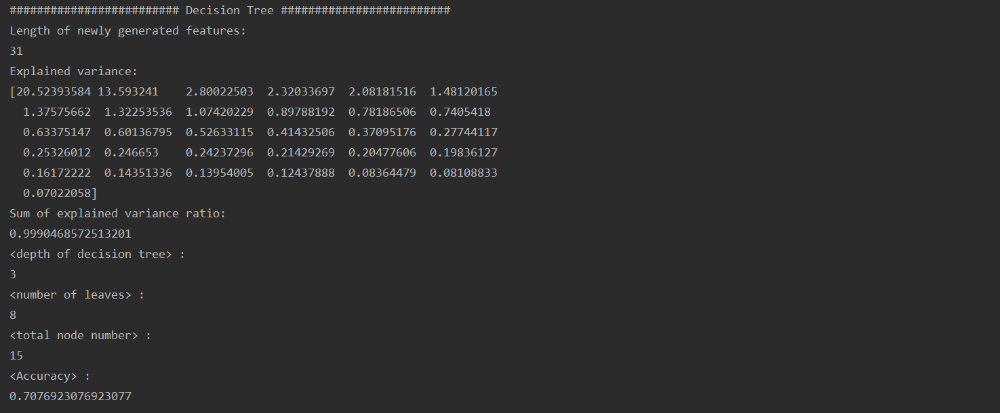 ######################### Decision Tree #########################
Length of newly generated features:
31
Explained variance:
[20.52393584 13.593241    2.80022503  2.32033697  2.08181516  1.48120165
  1.37575662  1.32253536  1.07420229  0.89788192  0.78186506  0.7405418
  0.63375147  0.60136795  0.52633115  0.41432506  0.37095176  0.27744117
  0.25326012  0.246653    0.24237296  0.21429269  0.20477606  0.19836127
  0.16172222  0.14351336  0.13954005  0.12437888  0.08364479  0.08108833
  0.07022058]
Sum of explained variance ratio:
0.9990468572513201
<depth of decision tree> :
3
<number of leaves> :
8
<total node number> :
15
<Accuracy> :
0.7076923076923077